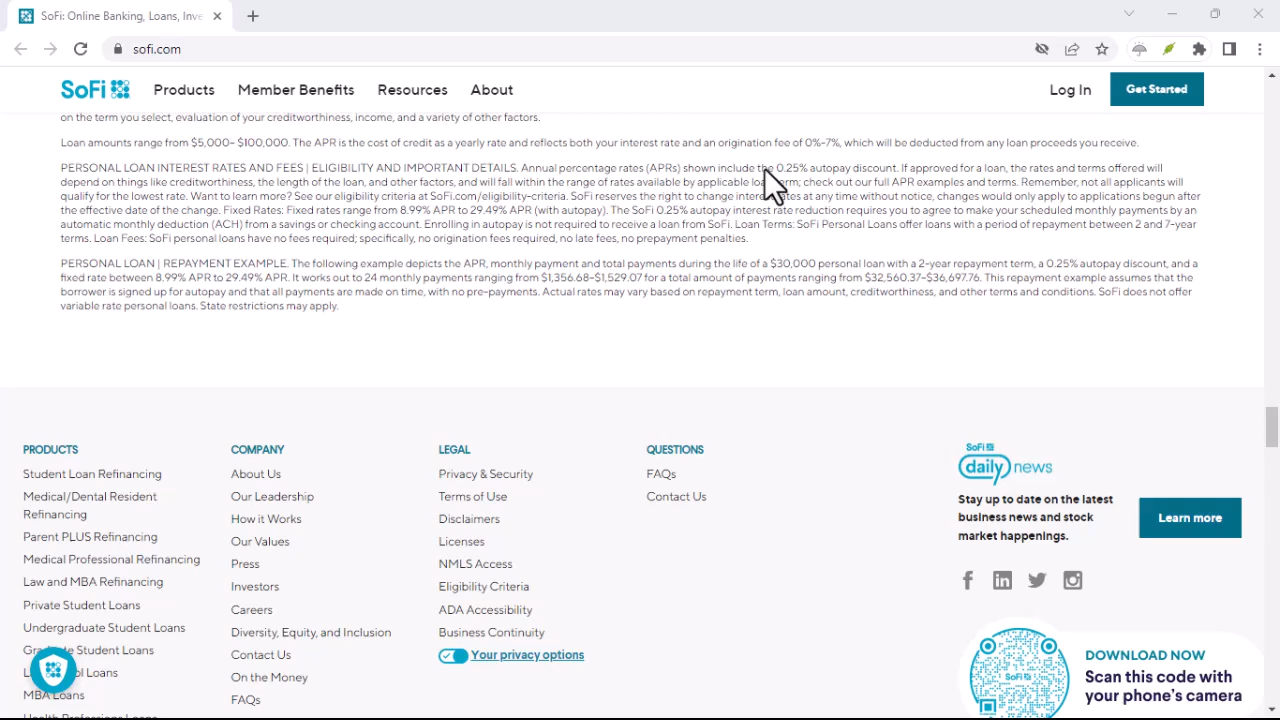 SoFi: Online Banking, Loans, Inve
sofi.com
SoFi
Products
Member Benefits
Resources
About
Log In
Get Started
on the term you select, evaluation of your creditworthiness, income, and a variety of other factors.
Loan amounts range from $5,000– $100,000. The APR is the cost of credit as a yearly rate and reflects both your interest rate and an origination fee of 0%-7%, which will be deducted from any loan proceeds you receive.
PERSONAL LOAN INTEREST RATES AND FEES | ELIGIBILITY AND IMPORTANT DETAILS. Annual percentage rates (APRs) shown include the 0.25% autopay discount. If approved for a loan, the rates and terms offered will
depend on things like creditworthiness, the length of the loan, and other factors, and will fall within the range of rates available by applicable loan term; check out our full APR examples and terms. Remember, not all applicants will
qualify for the lowest rate. Want to learn more? See our eligibility criteria at SoFi.com/eligibility-criteria. SoFi reserves the right to change interest rates at any time without notice, changes would only apply to applications begun after
the effective date of the change. Fixed Rates: Fixed rates range from 8.99% APR to 29.49% APR (with autopay). The SoFi 0.25% autopay interest rate reduction requires you to agree to make your scheduled monthly payments by an
automatic monthly deduction (ACH) from a savings or checking account. Enrolling in autopay is not required to receive a loan from SoFi. Loan Terms: SoFi Personal Loans offer loans with a period of repayment between 2 and 7-year
terms. Loan Fees: SoFi personal loans have no fees required; specifically, no origination fees required, no late fees, no prepayment penalties.
PERSONAL LOAN | REPAYMENT EXAMPLE. The following example depicts the APR, monthly payment and total payments during the life of a $30,000 personal loan with a 2-year repayment term, a 0.25% autopay discount, and a
fixed rate between 8.99% APR to 29.49% APR. It works out to 24 monthly payments ranging from $1,356.68–$1,529.07 for a total amount of payments ranging from $32,560.37–$36,697.76. This repayment example assumes that the
borrower is signed up for autopay and that all payments are made on time, with no pre-payments. Actual rates may vary based on repayment term, loan amount, creditworthiness, and other terms and conditions. SoFi does not offer
variable rate personal loans. State restrictions may apply.
PRODUCTS
Student Loan Refinancing
Medical/Dental Resident
Refinancing
Parent PLUS Refinancing
Medical Professional Refinancing
Law and MBA Refinancing
Private Student Loans
Undergraduate Student Loans
Graduate Student Loans
Loans
MBA Loans
Health Professions Loans
COMPANY
About Us
Our Leadership
How it Works
Our Values
Press
Investors
Careers
Diversity, Equity, and Inclusion
Contact Us
On the Money
FAQs
LEGAL
Privacy & Security
Terms of Use
Disclaimers
Licenses
NMLS Access
Eligibility Criteria
ADA Accessibility
Business Continuity
Your privacy options
QUESTIONS
FAQs
Contact Us
SoFi
daily news
Stay up to date on the latest
business news and stock
market happenings.
Learn more
SoFi
DOWNLOAD NOW
Scan this code with
your phone's camera